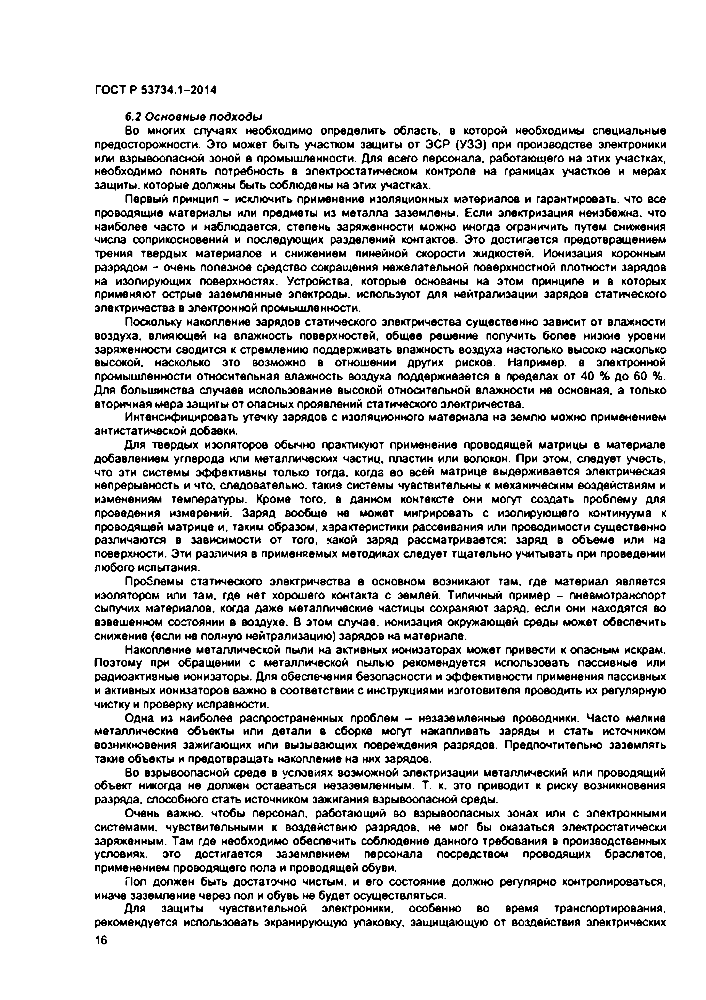 ГОСТ Р 53734.1–2014
6.2 Основные подходы
Во многих случаях необходимо определить область, в которой необходимы специальные
предосторожности. Это может быть участком защиты от ЭСР (УЗЭ) при производстве электроники
или взрывоопасной зоной в промышленности. Для всего персонала, работающего на этих участках,
необходимо понять потребность в электростатическом контроле на границах участков и мерах
защиты, которые должны быть соблюдены на этих участках.
Первый принцип – исключить применение изоляционных материалов и гарантировать, что все
проводящие материалы или предметы из металла заземлены. Если электризация неизбежна, что
наиболее часто и наблюдается, степень заряженности можно иногда ограничить путем снижения
числа соприкосновений и последующих разделений контактов. Это достигается предотвращением
трения твердых материалов и снижением линейной скорости жидкостей. Ионизация коронным
разрядом – очень полезное средство сокращения нежелательной поверхностной плотности зарядов
на изолирующих поверхностях. Устройства, которые основаны на этом принципе и в которых
применяют острые заземленные электроды, используют для нейтрализации зарядов статического
электричества в электронной промышленности.
Поскольку накопление зарядов статического электричества существенно зависит от влажности
воздуха, влияющей на влажность поверхностей, общее решение получить более низкие уровни
заряженности сводится к стремлению поддерживать влажность воздуха настолько высоко насколько
высокой, насколько это возможно в отношении других рисков. Например, в электронной
промышленности относительная влажность воздуха поддерживается в пределах от 40 % до 60 %.
Для большинства случаев использование высокой относительной влажности не основная, а только
вторичная мера защиты от опасных проявлений статического электричества.
Интенсифицировать утечку зарядов с изоляционного материала на землю можно применением
антистатической добавки.
Для твердых изоляторов обычно практикуют применение проводящей матрицы в материале
добавлением углерода или металлических частиц, пластин или волокон. При этом, следует учесть,
что эти системы эффективны только тогда, когда во всей матрице выдерживается электрическая
непрерывность и что, следовательно, такие системы чувствительны к механическим воздействиям и
изменениям температуры. Кроме того, в данном контексте они могут создать проблему для
проведения измерений. Заряд вообще не может мигрировать с изолирующего континуума к
проводящей матрице и, таким образом, характеристики рассеивания или проводимости существенно
различаются в зависимости от того, какой заряд рассматривается: заряд в объеме или на
поверхности. Эти различия в применяемых методиках следует тщательно учитывать при проведении
любого испытания.
Проблемы статического электричества в основном возникают там, где материал является
изолятором или там, где нет хорошего контакта с землей. Типичный пример – пневмотранспорт
сыпучих материалов, когда даже металлические частицы сохраняют заряд, если они находятся во
взвешенном состоянии в воздухе. В этом случае, ионизация окружающей среды может обеспечить
снижение (если не полную нейтрализацию) зарядов на материале.
Накопление металлической пыли на активных ионизаторах может привести к опасным искрам.
Поэтому при обращении с металлической пылью рекомендуется использовать пассивные или
радиоактивные ионизаторы. Для обеспечения безопасности и эффективности применения пассивных
и активных ионизаторов важно в соответствии с инструкциями изготовителя проводить их регулярную
чистку и проверку исправности.
Одна из наиболее распространенных проблем – незаземленные проводники. Часто мелкие
металлические объекты или детали в сборке могут накапливать заряды и стать источником
возникновения зажигающих или вызывающих повреждения разрядов. Предпочтительно заземлять
такие объекты и предотвращать накопление на них зарядов.
Во взрывоопасной среде в условиях возможной электризации металлический или проводящий
объект никогда не должен оставаться незаземленным. Т. к. это приводит к риску возникновения
разряда, способного стать источником зажигания взрывоопасной среды.
Очень важно, чтобы персонал, работающий во взрывоопасных зонах или с электронными
системами, чувствительными к воздействию разрядов, не мог бы оказаться электростатически
заряженным. Там где необходимо обеспечить соблюдение данного требования в производственных
условиях, это достигается заземлением персонала посредством проводящих браслетов,
применением проводящего пола и проводящей обуви.
Пол должен быть достаточно чистым, и его состояние должно регулярно контролироваться,
иначе заземление через пол и обувь не будет осуществляться.
Для защиты чувствительной электроники, особенно во время транспортирования,
рекомендуется использовать экранирующую упаковку, защищающую от воздействия электрических
16